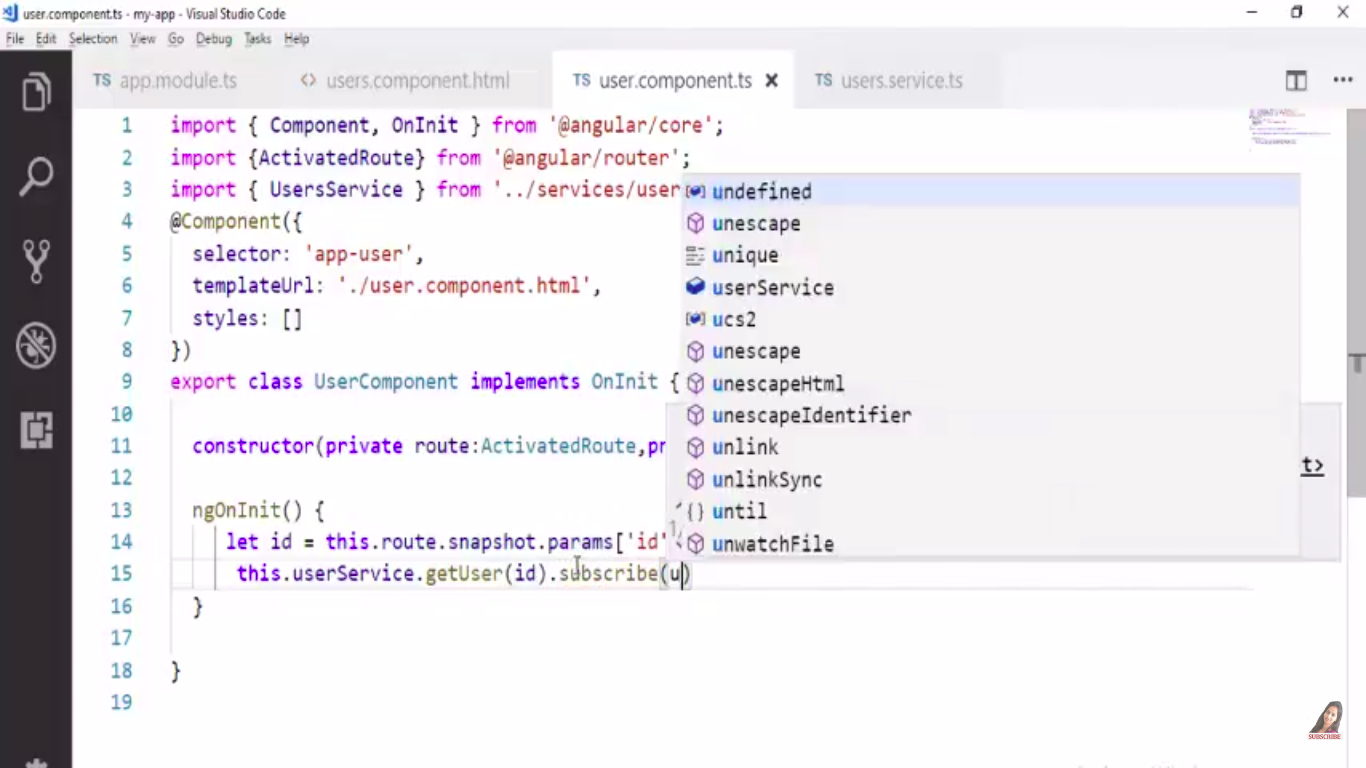 user.component.ts - my-app - Visual Studio Code
File Edit Selection View Go Debug Tasks Help
TS app.module.ts <> users.component.html TS user.component.ts TS users.service.ts
1 import { Component, OnInit } from '@angular/core';
2 import {ActivatedRoute} from '@angular/router';
3 import { UsersService } from '../services/user
4 @Component({
5 selector: 'app-user',
6 templateUrl: './user.component.html',
7 styles: []
8 })
9 export class UserComponent implements OnInit {
10
11 constructor(private route:ActivatedRoute,pr
12
13 ngOnInit() {
14 let id = this.route.snapshot.params['id'
15 this.userService.getUser(id).subscribe(u)
16 }
17
18 }
19
undefined
unescape
unique
userService
ucs2
unescape
unescapeHtml
unescapeIdentifier
unlink
unlinkSync
{} until
unwatchFile
t>
SUBSCRIBE